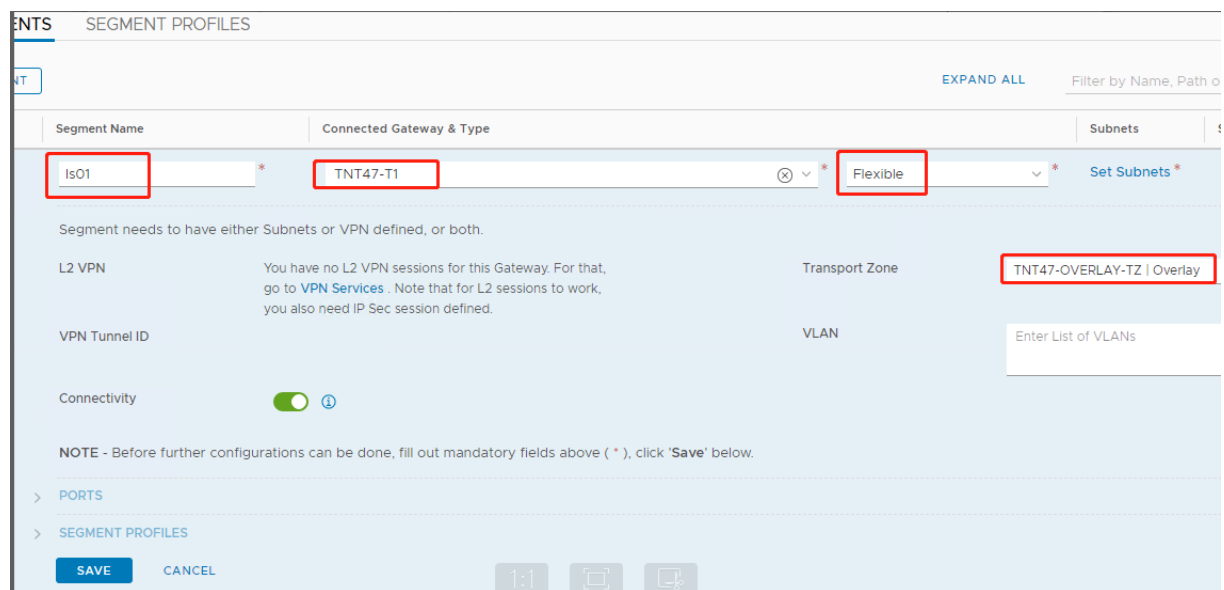 ENTS SEGMENT PROFILES
NT EXPAND ALL Filter by Name, Path o
Segment Name Connected Gateway & Type Subnets S
ls01 * TNT47-T1 * Flexible * Set Subnets *
Segment needs to have either Subnets or VPN defined, or both.
L2 VPN You have no L2 VPN sessions for this Gateway. For that, Transport Zone TNT47-OVERLAY-TZ | Overlay
go to VPN Services . Note that for L2 sessions to work,
you also need IP Sec session defined.
VPN Tunnel ID VLAN Enter List of VLANs
Connectivity
NOTE - Before further configurations can be done, fill out mandatory fields above ( * ), click 'Save' below.
PORTS
SEGMENT PROFILES
SAVE CANCEL
1:1